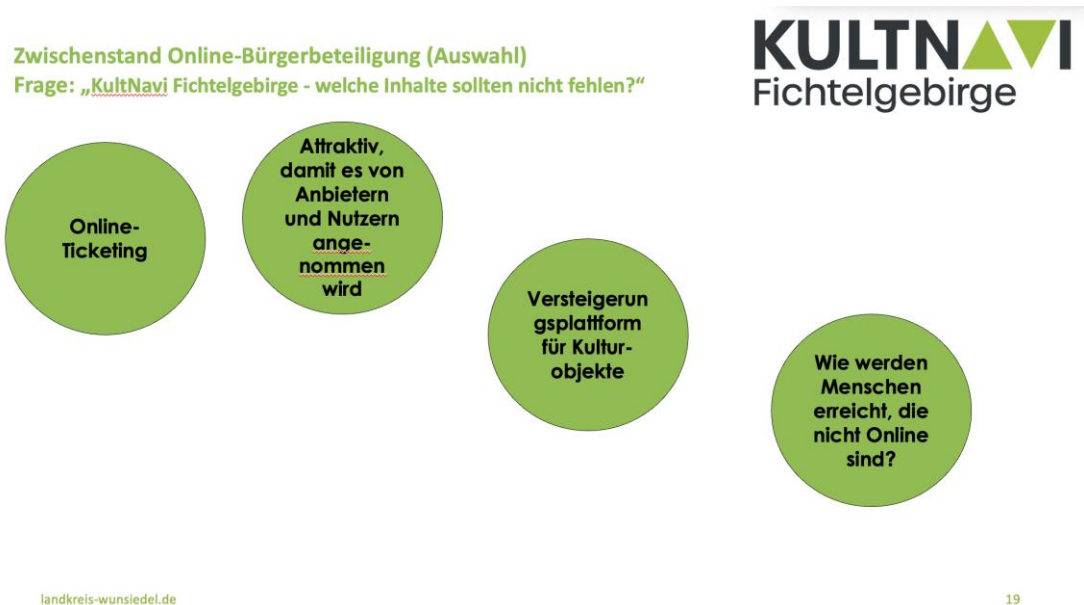 Zwischenstand Online-Bürgerbeteiligung (Auswahl)
Frage: „KultNavi Fichtelgebirge - welche Inhalte sollten nicht fehlen?“
KULTNAVI
Fichtelgebirge
Online-
Ticketing
Attraktiv,
damit es von
Anbietern
und Nutzern
ange-
nommen
wird
Versteigerun
gsplattform
für Kultur-
objekte
Wie werden
Menschen
erreicht, die
nicht Online
sind?
landkreis-wunsiedel.de
19